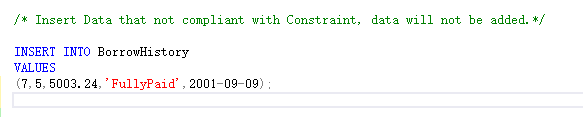 /* Insert Data that not compliant with Constraint, data will not be added.*/
INSERT INTO BorrowHistory
VALUES
(7,5,5003.24,'FullyPaid',2001-09-09);